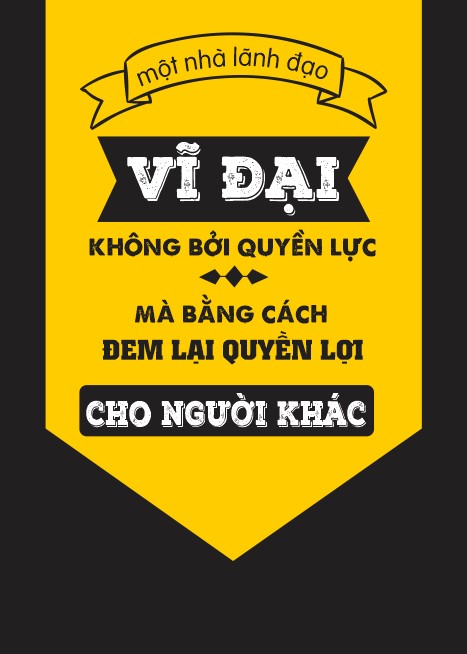 một nhà lãnh đạo
VĨ ĐẠI
KHÔNG BỞI QUYỀN LỰC
MÀ BẰNG CÁCH
ĐEM LẠI QUYỀN LỢI
CHO NGƯỜI KHÁC